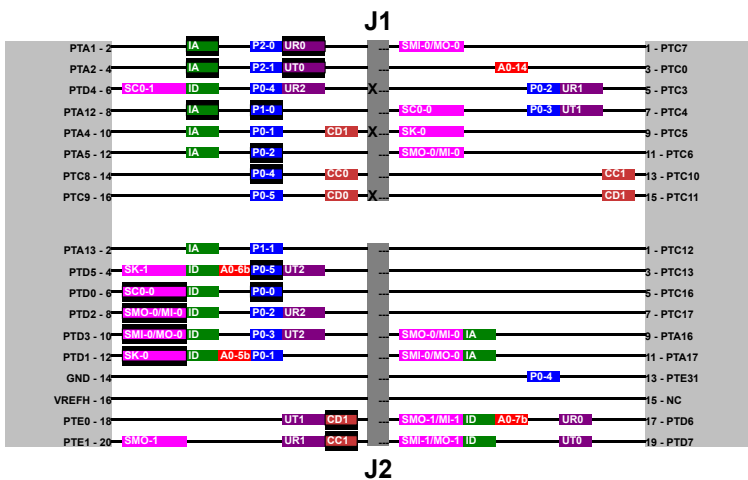 J1
PTA1 - 2 IA P2-0 UR0 --- SMI-0/MO-0 1 - PTC7
PTA2 - 4 IA P2-1 UT0 --- A0-14 3 - PTC0
PTD4 - 6 SC0-1 ID P0-4 UR2 X --- P0-2 UR1 5 - PTC3
PTA12 - 8 IA P1-0 --- SC0-0 P0-3 UT1 7 - PTC4
PTA4 - 10 IA P0-1 CD1 X --- SK-0 9 - PTC5
PTA5 - 12 IA P0-2 --- SMO-0/MI-0 11 - PTC6
PTC8 - 14 P0-4 CC0 --- CC1 13 - PTC10
PTC9 - 16 P0-5 CD0 X --- CD1 15 - PTC11
PTA13 - 2 IA P1-1 --- 1 - PTC12
PTD5 - 4 SK-1 ID A0-6b P0-5 UT2 --- 3 - PTC13
PTD0 - 6 SC0-0 ID P0-0 --- 5 - PTC16
PTD2 - 8 SMO-0/MI-0 ID P0-2 UR2 --- 7 - PTC17
PTD3 - 10 SMI-0/MO-0 ID P0-3 UT2 --- SMO-0/MI-0 IA 9 - PTA16
PTD1 - 12 SK-0 ID A0-5b P0-1 --- SMI-0/MO-0 IA 11 - PTA17
GND - 14 --- P0-4 13 - PTE31
VREFH - 16 --- 15 - NC
PTE0 - 18 UT1 CD1 --- SMO-1/MI-1 ID A0-7b UR0 17 - PTD6
PTE1 - 20 SMO-1 UR1 CC1 --- SMI-1/MO-1 ID UT0 19 - PTD7
J2